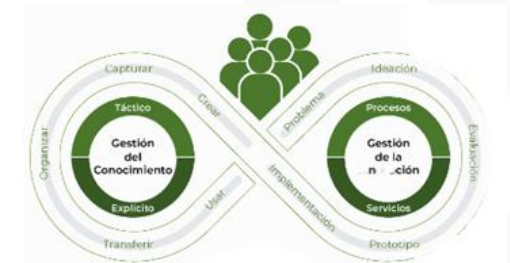 Capturar
Crear
Organizar
Táctico
Gestión
del
Conocimiento
Explícito
Usar
Transferir
Problema
Ideación
Evaluación
Procesos
Gestión
de la
Servicios
Implementación
Prototipo